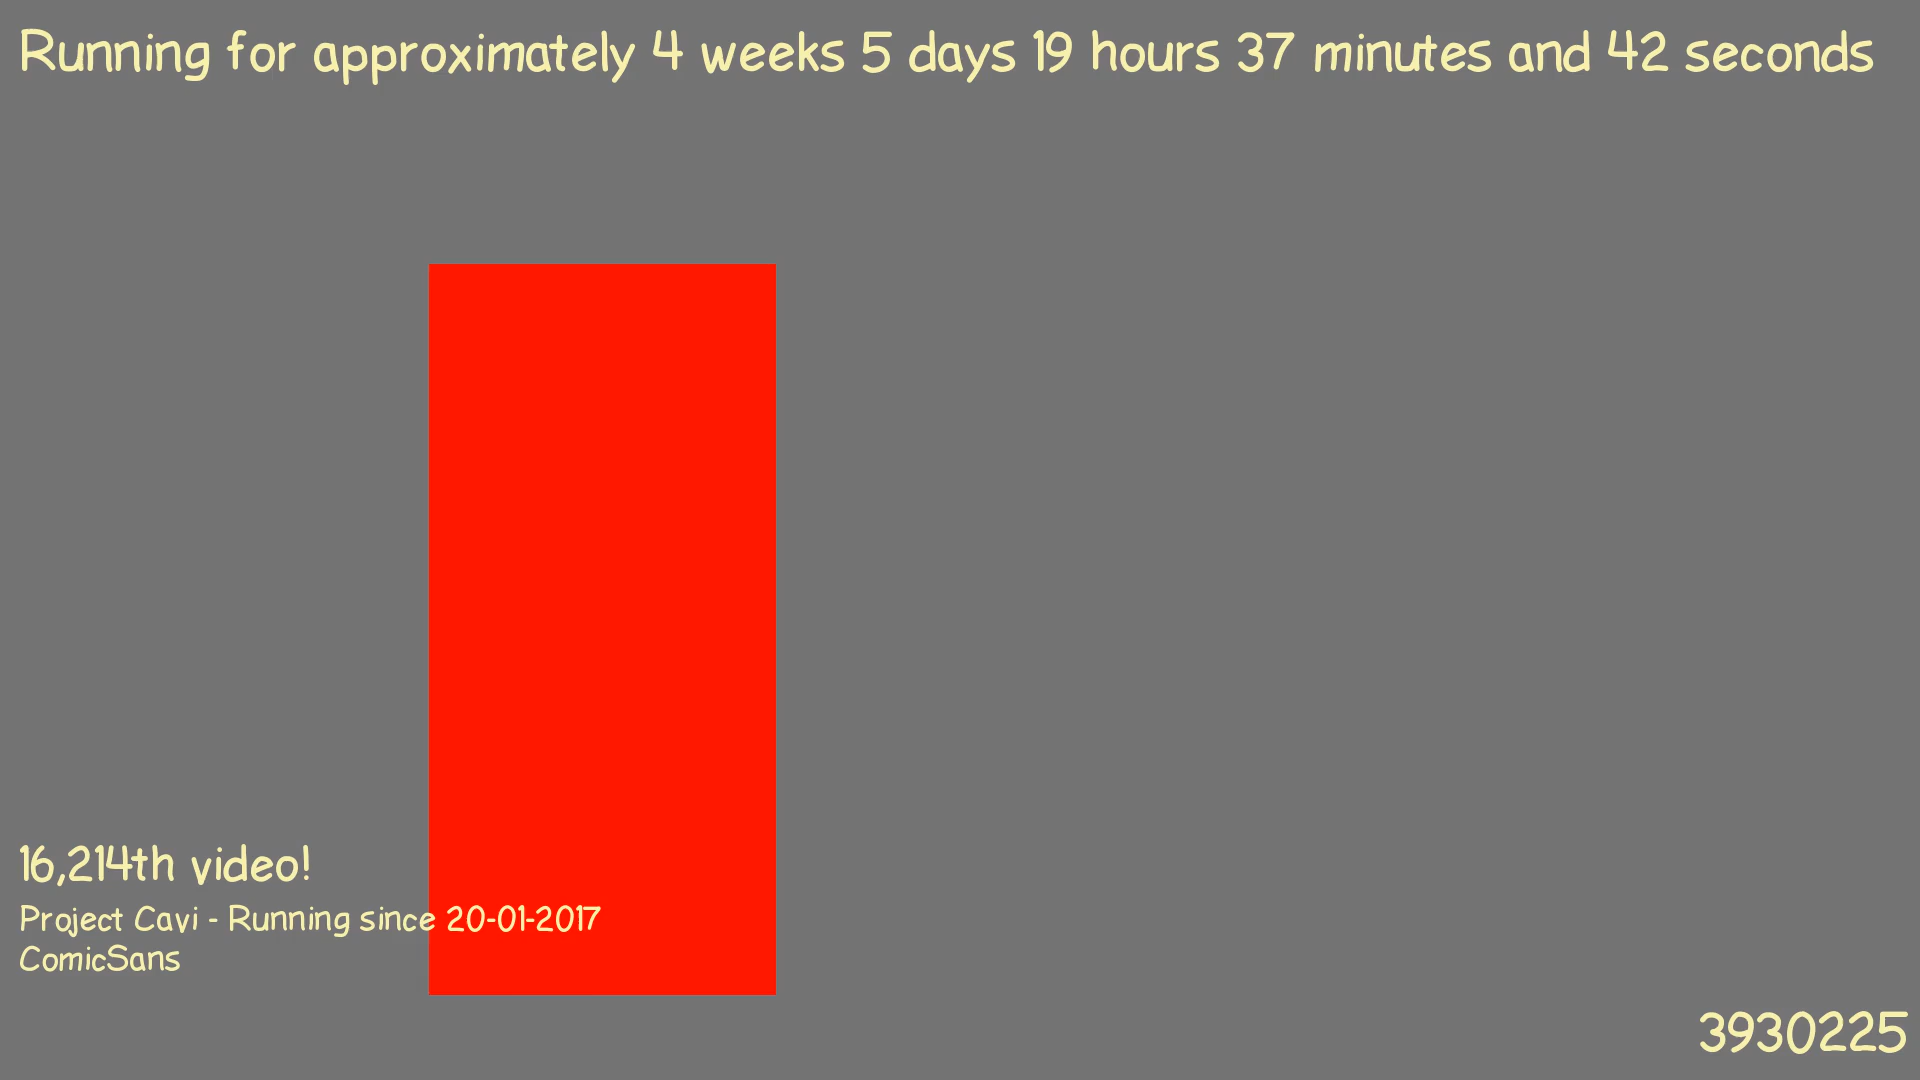 Running for approximately 4 weeks 5 days 19 hours 37 minutes and 42 seconds
16,214th video!
Project Cavi - Running since 20-01-2017
ComicSans
3930225